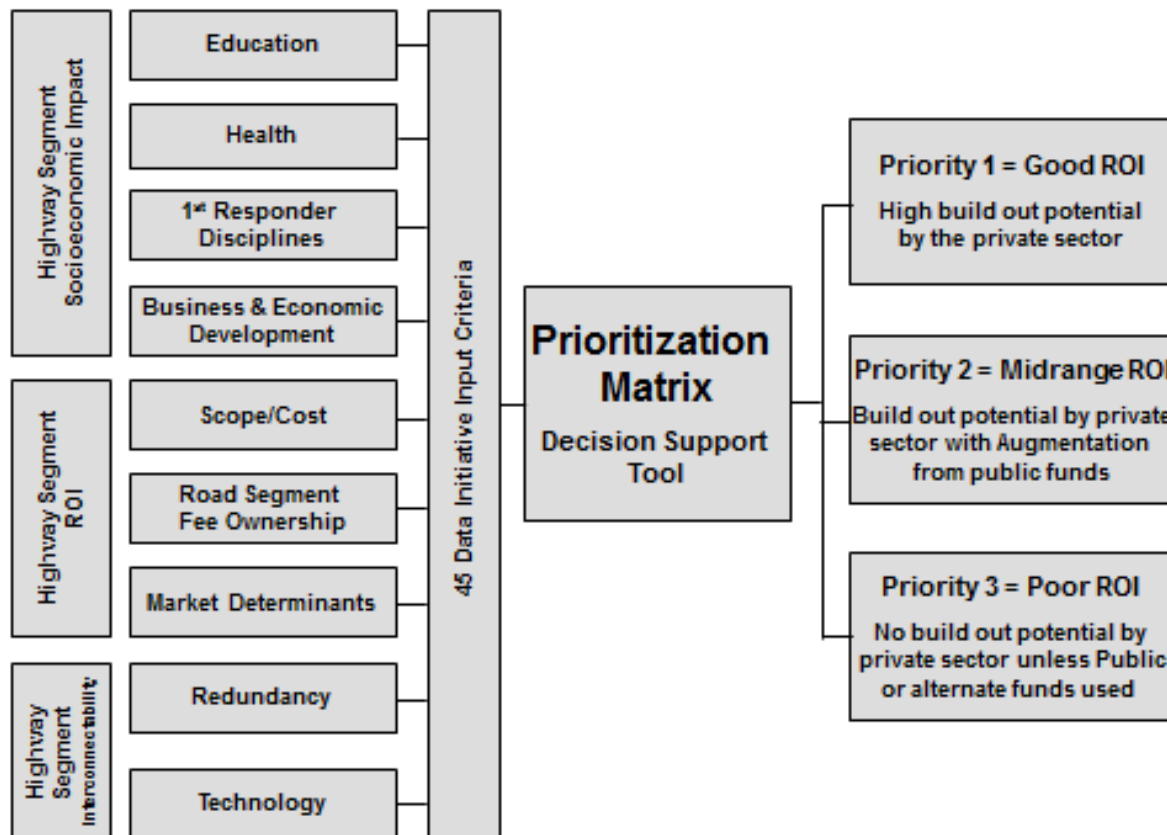 Highway Segment
Socioeconomic Impact
Education
Health
1st Responder
Disciplines
Business & Economic
Development
Highway Segment
ROI
Scope/Cost
Road Segment
Fee Ownership
Market Determinants
Highway
Segment
Interconnectability
Redundancy
Technology
45 Data Initiative Input Criteria
Prioritization
Matrix
Decision Support
Tool
Priority 1 = Good ROI
High build out potential
by the private sector
Priority 2 = Midrange ROI
Build out potential by private
sector with Augmentation
from public funds
Priority 3 = Poor ROI
No build out potential by
private sector unless Public
or alternate funds used